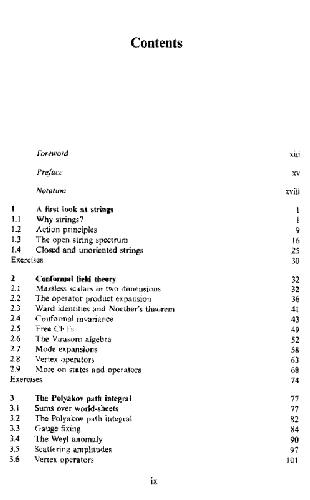 Contents
Foreword xiii
Preface xv
Notation xviii
1 A first look at strings 1
1.1 Why strings? 1
1.2 Action principles 9
1.3 The open string spectrum 16
1.4 Closed and unoriented strings 25
Exercises 30
2 Conformal field theory 32
2.1 Massless scalars in two dimensions 32
2.2 The operator product expansion 36
2.3 Ward identities and Noether's theorem 41
2.4 Conformal invariance 43
2.5 Free CFTs 49
2.6 The Virasoro algebra 52
2.7 Mode expansions 58
2.8 Vertex operators 63
2.9 More on states and operators 68
Exercises 74
3 The Polyakov path integral 77
3.1 Sums over world-sheets 77
3.2 The Polyakov path integral 82
3.3 Gauge fixing 84
3.4 The Weyl anomaly 90
3.5 Scattering amplitudes 97
3.6 Vertex operators 101
ix